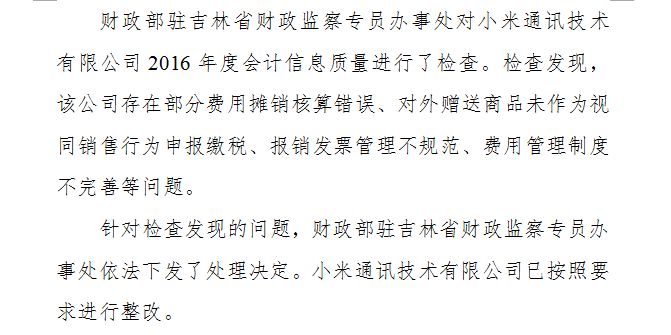 财政部驻吉林省财政监察专员办事处对小米通讯技术
有限公司 2016 年度会计信息质量进行了检查。检查发现，
该公司存在部分费用摊销核算错误、对外赠送商品未作为视
同销售行为申报缴税、报销发票管理不规范、费用管理制度
不完善等问题。
针对检查发现的问题，财政部驻吉林省财政监察专员办
事处依法下发了处理决定。小米通讯技术有限公司已按照要
求进行整改。